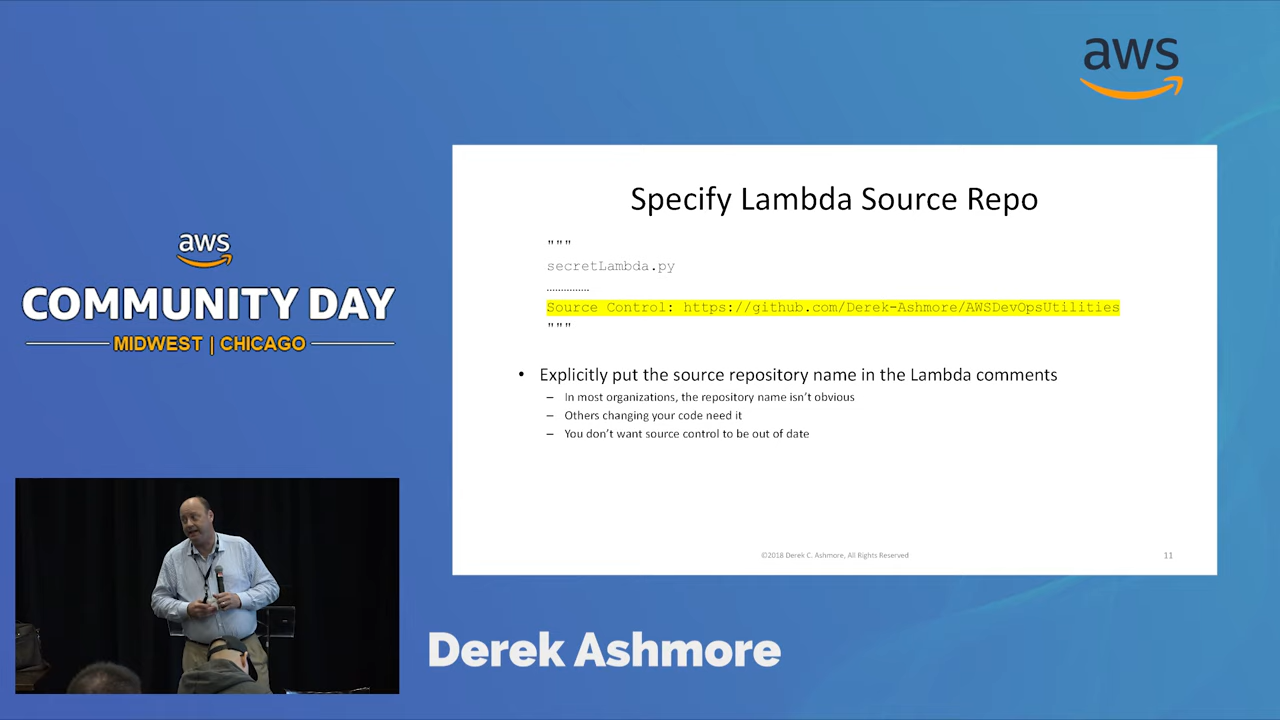 aws
aws
COMMUNITY DAY
MIDWEST | CHICAGO
Specify Lambda Source Repo
"""
secretLambda.py
……………
Source Control: https://github.com/Derek-Ashmore/AWSDevOpsUtilities
"""
• Explicitly put the source repository name in the Lambda comments
– In most organizations, the repository name isn't obvious
– Others changing your code need it
– You don't want source control to be out of date
©2018 Derek C. Ashmore, All Rights Reserved
11
Derek Ashmore